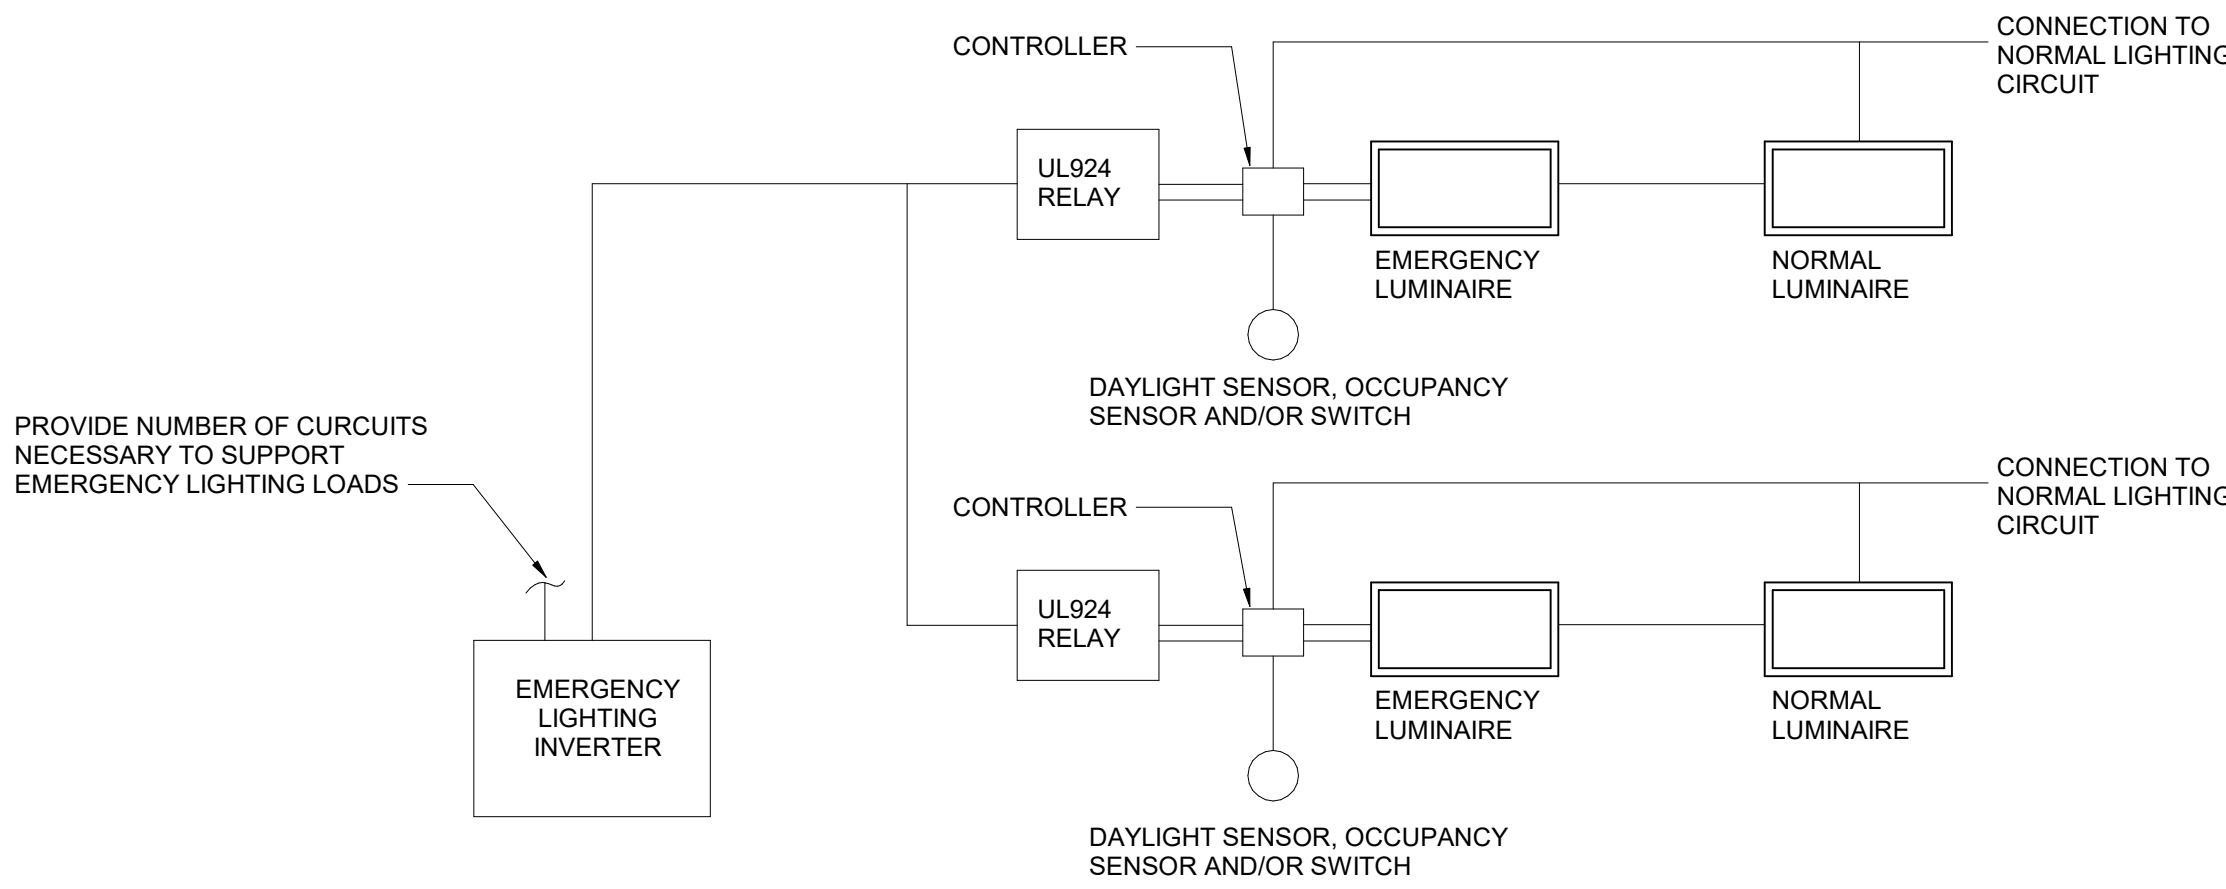 CONTROLLER
CONNECTION TO
NORMAL LIGHTING
CIRCUIT
UL924
RELAY
EMERGENCY
LUMINAIRE
NORMAL
LUMINAIRE
DAYLIGHT SENSOR, OCCUPANCY
SENSOR AND/OR SWITCH
PROVIDE NUMBER OF CURCUITS
NECESSARY TO SUPPORT
EMERGENCY LIGHTING LOADS
CONTROLLER
CONNECTION TO
NORMAL LIGHTING
CIRCUIT
UL924
RELAY
EMERGENCY
LUMINAIRE
NORMAL
LUMINAIRE
EMERGENCY
LIGHTING
INVERTER
DAYLIGHT SENSOR, OCCUPANCY
SENSOR AND/OR SWITCH